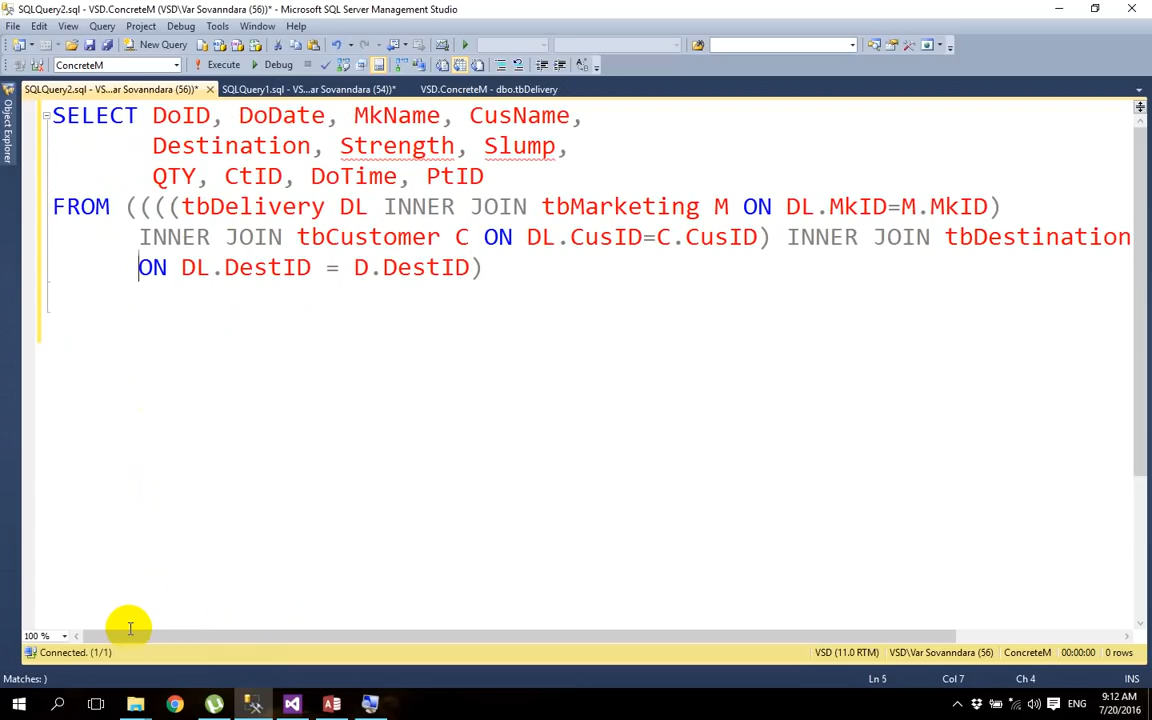 SQLQuery2.sql - VSD.ConcreteM (VSD\Var Sovanndara (56))* - Microsoft SQL Server Management Studio
File Edit View Query Project Debug Tools Window Help
New Query
ConcreteM Execute Debug
SQLQuery2.sql - VS...ar Sovanndara (56))* SQLQuery1.sql - VS...ar Sovanndara (54))* VSD.ConcreteM - dbo.tbDelivery
Object Explorer
SELECT DoID, DoDate, MkName, CusName,
Destination, Strength, Slump,
QTY, CtID, DoTime, PtID
FROM ((((tbDelivery DL INNER JOIN tbMarketing M ON DL.MkID=M.MkID)
INNER JOIN tbCustomer C ON DL.CusID=C.CusID) INNER JOIN tbDestination
ON DL.DestID = D.DestID)
100 %
Connected. (1/1) VSD (11.0 RTM) VSD\Var Sovanndara (56) ConcreteM 00:00:00 0 rows
Matches: ) Ln 5 Col 7 Ch 4 INS
ENG 9:12 AM
7/20/2016